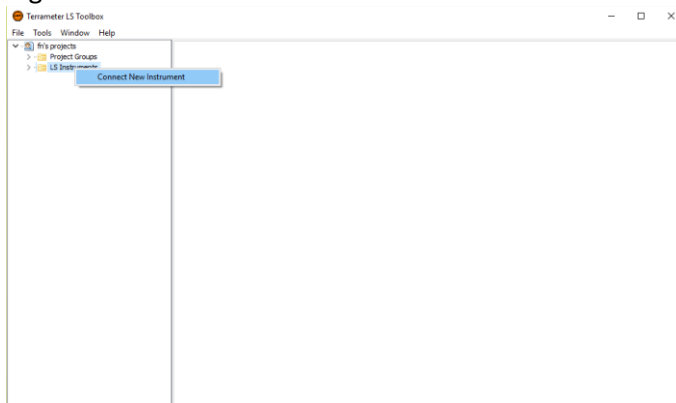 Terrameter LS Toolbox
File Tools Window Help
fn's projects
Project Groups
LS Instruments
Connect New Instrument